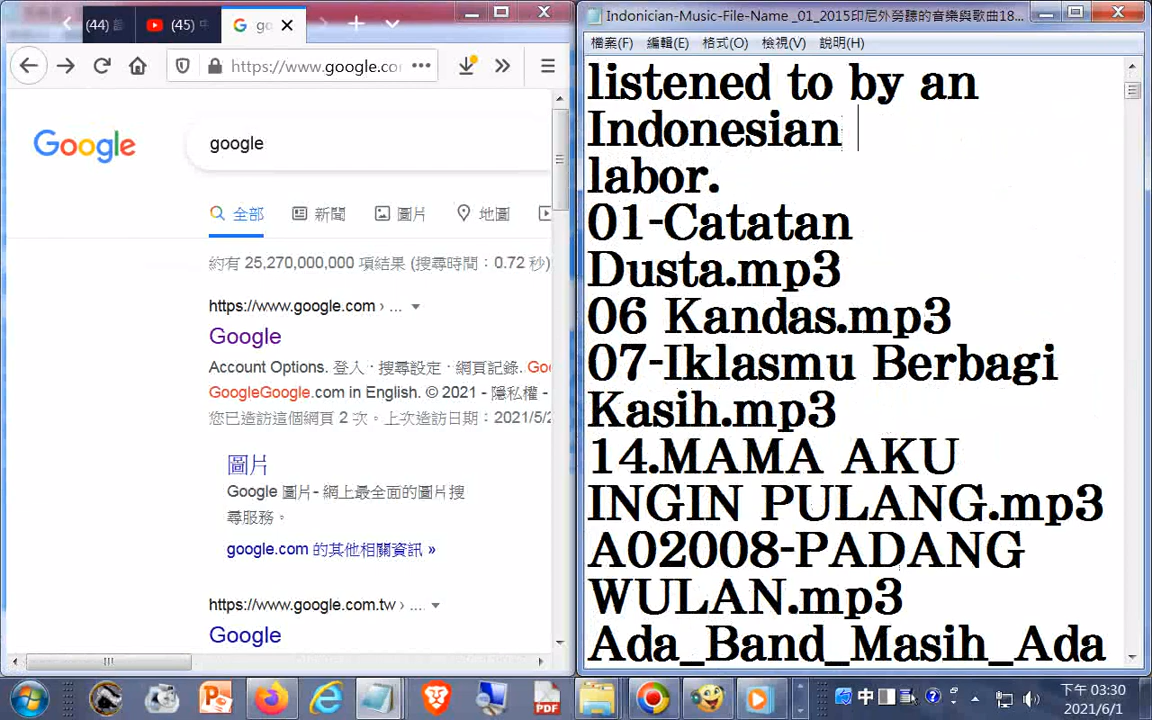 (44)
(45)
Indonician-Music-File-Name _01_2015印尼外勞聽的音樂與歌曲18...
檔案(F) 編輯(E) 格式(O) 檢視(V) 說明(H)
https://www.google.co
Google
google
全部 新聞 圖片 地圖
約有 25,270,000,000 項結果 (搜尋時間：0.72 秒)
https://www.google.com › ...
Google
Account Options. 登入 · 搜尋設定 · 網頁記錄. Goo
GoogleGoogle.com in English. © 2021 - 隱私權 -
您已造訪這個網頁 2 次。上次造訪日期：2021/5/2
圖片
Google 圖片- 網上最全面的圖片搜
尋服務。
google.com 的其他相關資訊 »
https://www.google.com.tw › ....
Google
listened to by an
Indonesian
labor.
01-Catatan
Dusta.mp3
06 Kandas.mp3
07-Iklasmu Berbagi
Kasih.mp3
14.MAMA AKU
INGIN PULANG.mp3
A02008-PADANG
WULAN.mp3
Ada_Band_Masih_Ada
中
下午 03:30
2021/6/1